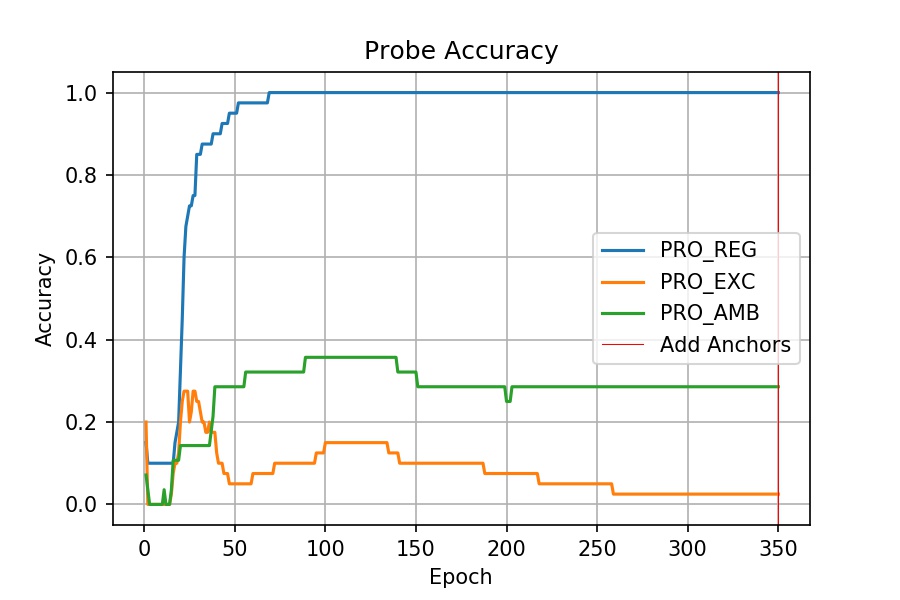 Probe Accuracy
1.0
0.8
0.6
0.4
0.2
0.0
Accuracy
PRO_REG
PRO_EXC
PRO_AMB
Add Anchors
0 50 100 150 200 250 300 350
Epoch